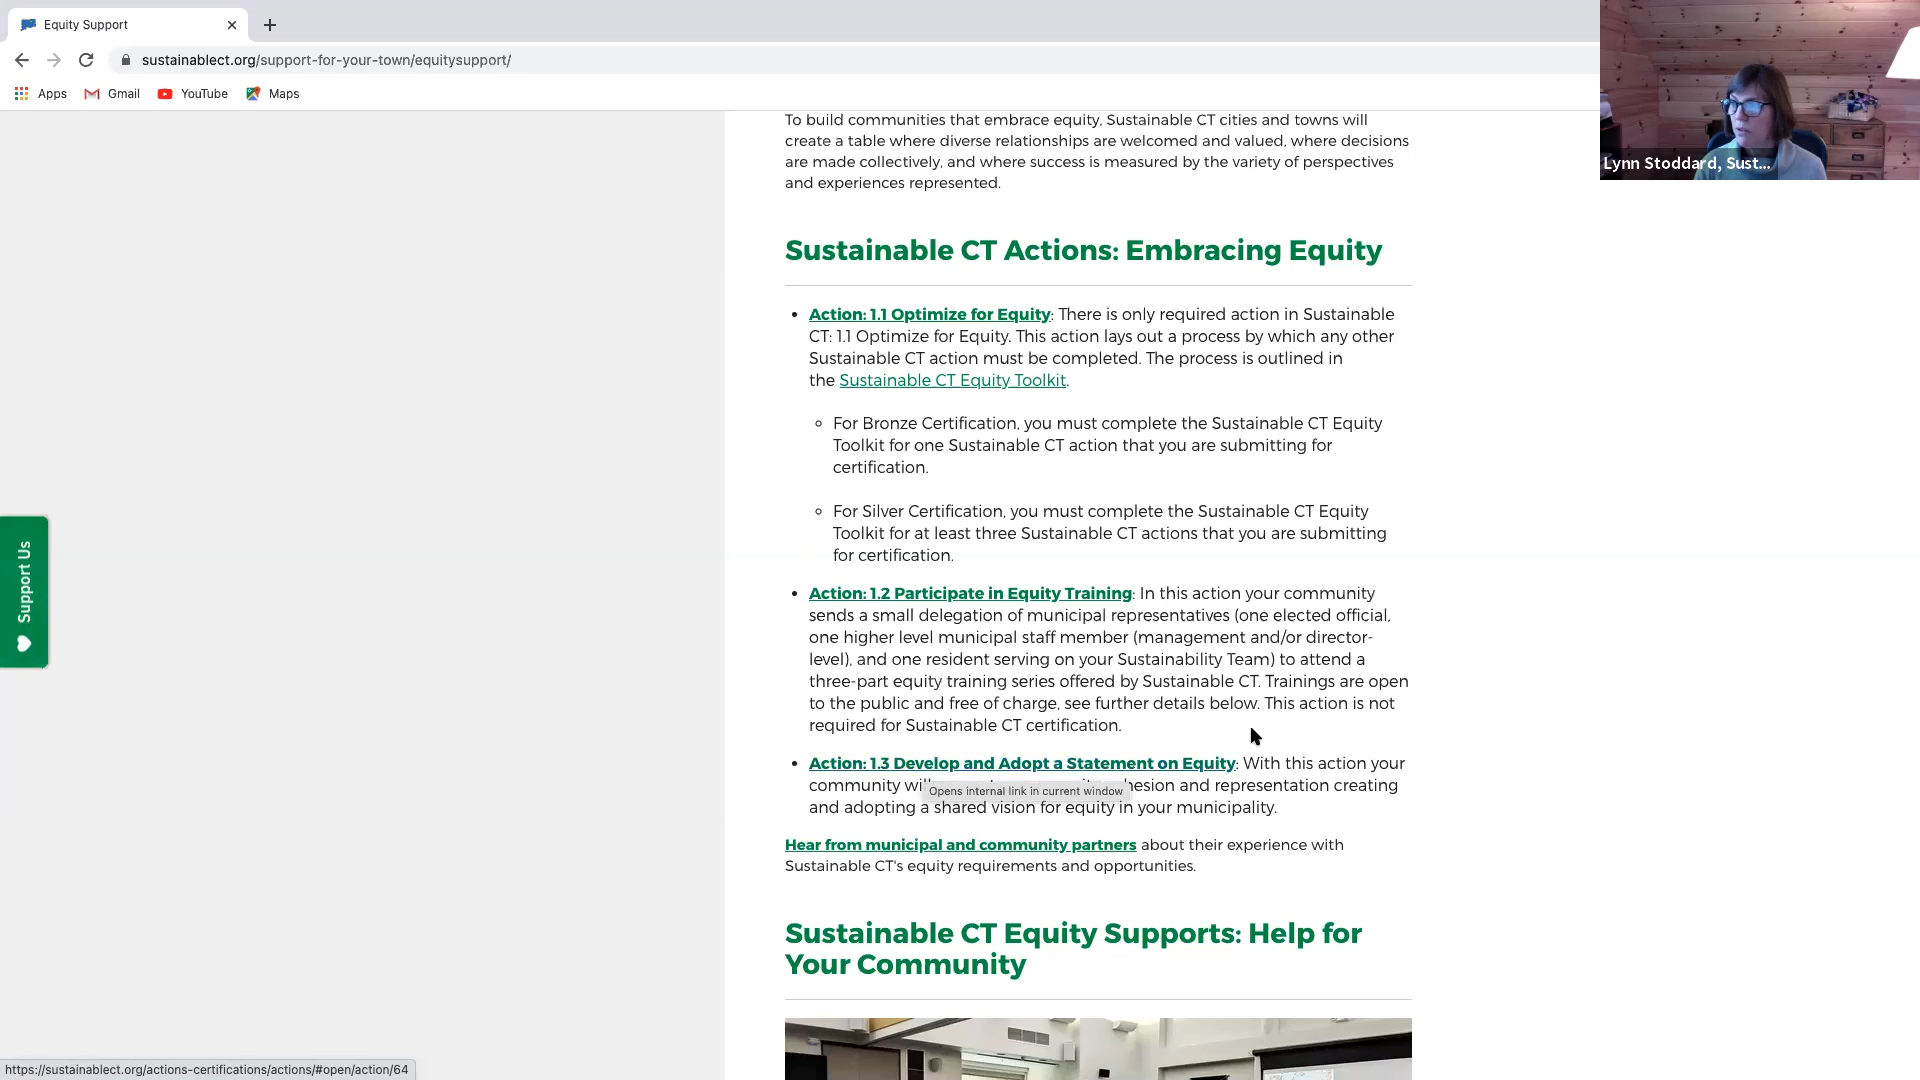 Equity Support
sustainablect.org/support-for-your-town/equitysupport/
Apps Gmail YouTube Maps
Lynn Stoddard, Sust...
To build communities that embrace equity, Sustainable CT cities and towns will
create a table where diverse relationships are welcomed and valued, where decisions
are made collectively, and where success is measured by the variety of perspectives
and experiences represented.
Sustainable CT Actions: Embracing Equity
Action: 1.1 Optimize for Equity: There is only required action in Sustainable
CT: 1.1 Optimize for Equity. This action lays out a process by which any other
Sustainable CT action must be completed. The process is outlined in
the Sustainable CT Equity Toolkit.
For Bronze Certification, you must complete the Sustainable CT Equity
Toolkit for one Sustainable CT action that you are submitting for
certification.
For Silver Certification, you must complete the Sustainable CT Equity
Toolkit for at least three Sustainable CT actions that you are submitting
for certification.
Action: 1.2 Participate in Equity Training: In this action your community
sends a small delegation of municipal representatives (one elected official,
one higher level municipal staff member (management and/or director-
level), and one resident serving on your Sustainability Team) to attend a
three-part equity training series offered by Sustainable CT. Trainings are open
to the public and free of charge, see further details below. This action is not
required for Sustainable CT certification.
Action: 1.3 Develop and Adopt a Statement on Equity: With this action your
community and representation creating
Opens internal link in current window
and adopting a shared vision for equity in your municipality.
Hear from municipal and community partners about their experience with
Sustainable CT's equity requirements and opportunities.
Sustainable CT Equity Supports: Help for
Your Community
Support Us
https://sustainablect.org/actions-certifications/actions/#open/action/64